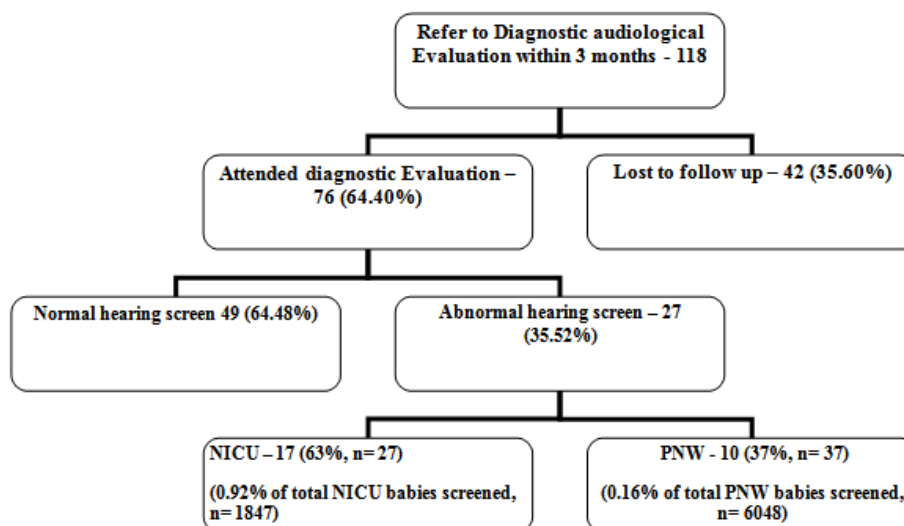 Refer to Diagnostic audiological
Evaluation within 3 months - 118
Attended diagnostic Evaluation –
76 (64.40%)
Lost to follow up – 42 (35.60%)
Normal hearing screen 49 (64.48%)
Abnormal hearing screen – 27
(35.52%)
NICU – 17 (63%, n= 27)
(0.92% of total NICU babies screened,
n= 1847)
PNW - 10 (37%, n= 37)
(0.16% of total PNW babies screened,
n= 6048)